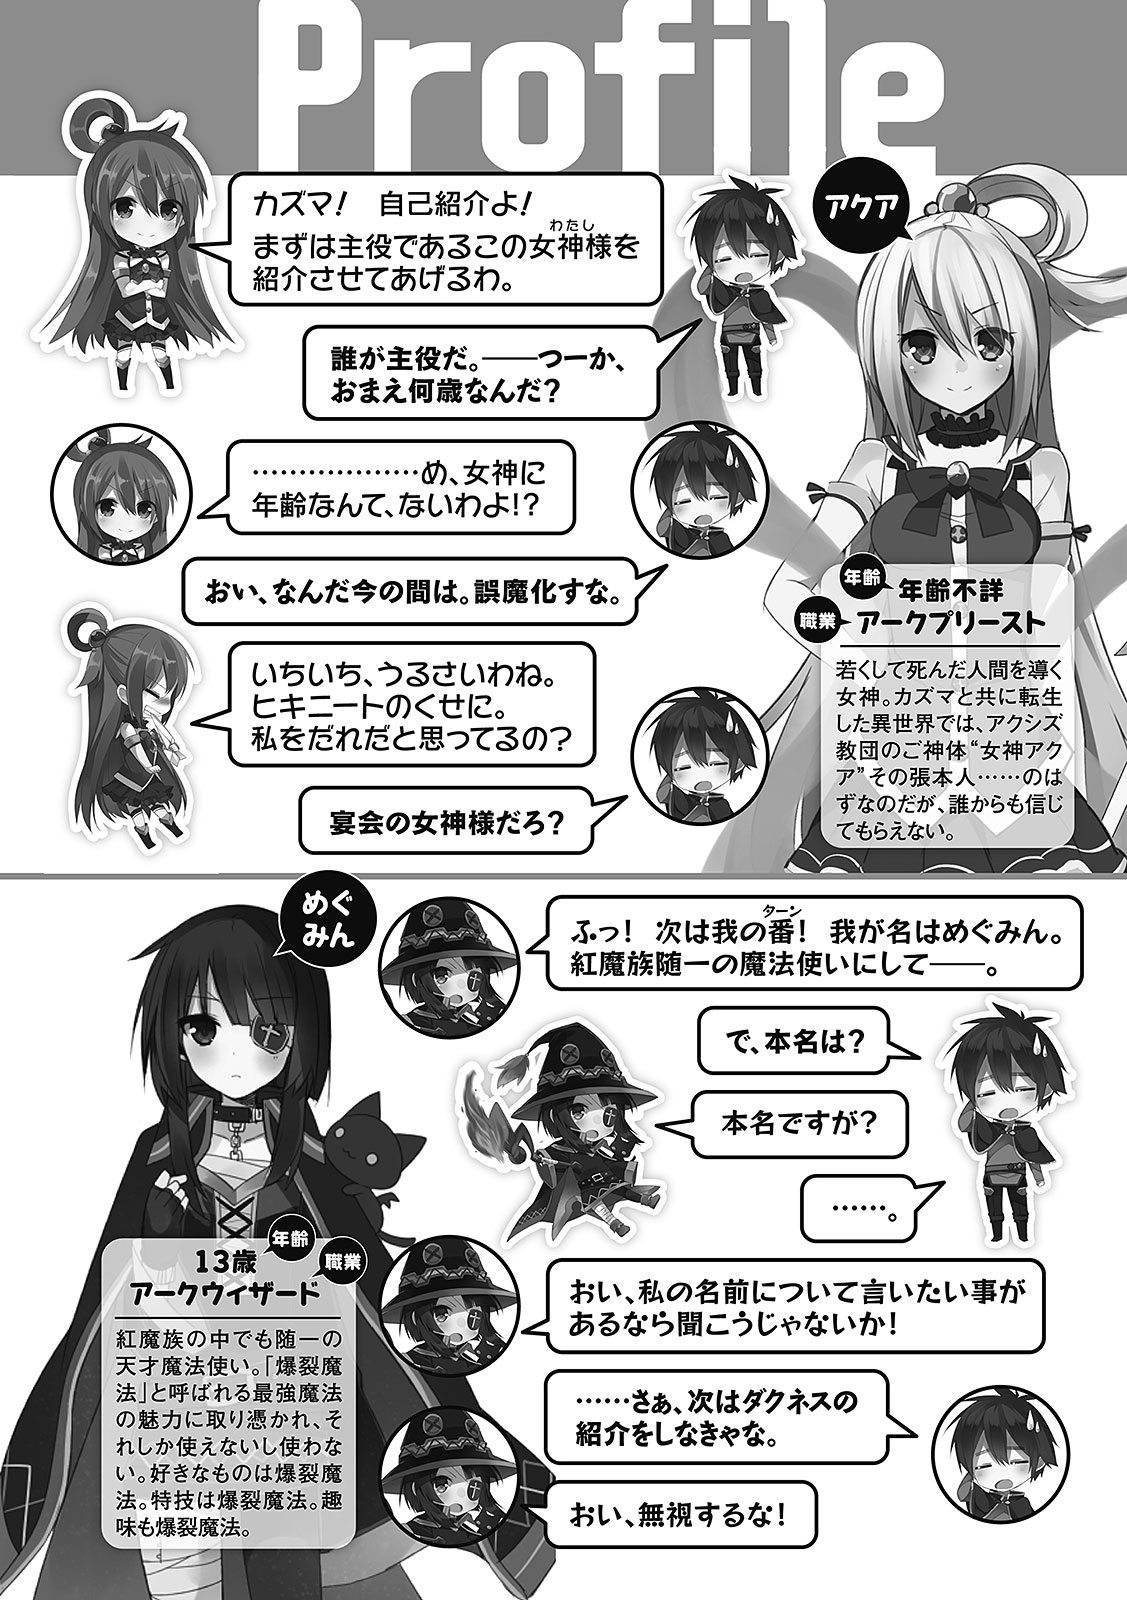 Profile
カズマ！　自己紹介よ！
まずは主役であるこの女神様を
わたし
紹介させてあげるわ。
アクア
誰が主役だ。――つーか、
おまえ何歳なんだ？
………………め、女神に
年齢なんて、ないわよ!?
おい、なんだ今の間は。誤魔化すな。
いちいち、うるさいわね。
ヒキニートのくせに。
私をだれだと思ってるの？
宴会の女神様だろ？
年齢
年齢不詳
職業
アークプリースト
若くして死んだ人間を導く
女神。カズマと共に転生
した異世界では、アクシズ
教団のご神体“女神アク
ア”その張本人……のは
ずなのだが、誰からも信じ
てもらえない。
めぐ
みん
ふっ！　次は我の番！　我が名はめぐみん。
ターン
紅魔族随一の魔法使いにして――。
で、本名は？
本名ですが？
……。
おい、私の名前について言いたい事が
あるなら聞こうじゃないか！
……さぁ、次はダクネスの
紹介をしなきゃな。
おい、無視するな！
年齢
13歳
職業
アークウィザード
紅魔族の中でも随一の
天才魔法使い。「爆裂魔
法」と呼ばれる最強魔法
の魅力に取り憑かれ、そ
れしか使えないし使わな
い。好きなものは爆裂魔
法。特技は爆裂魔法。趣
味も爆裂魔法。